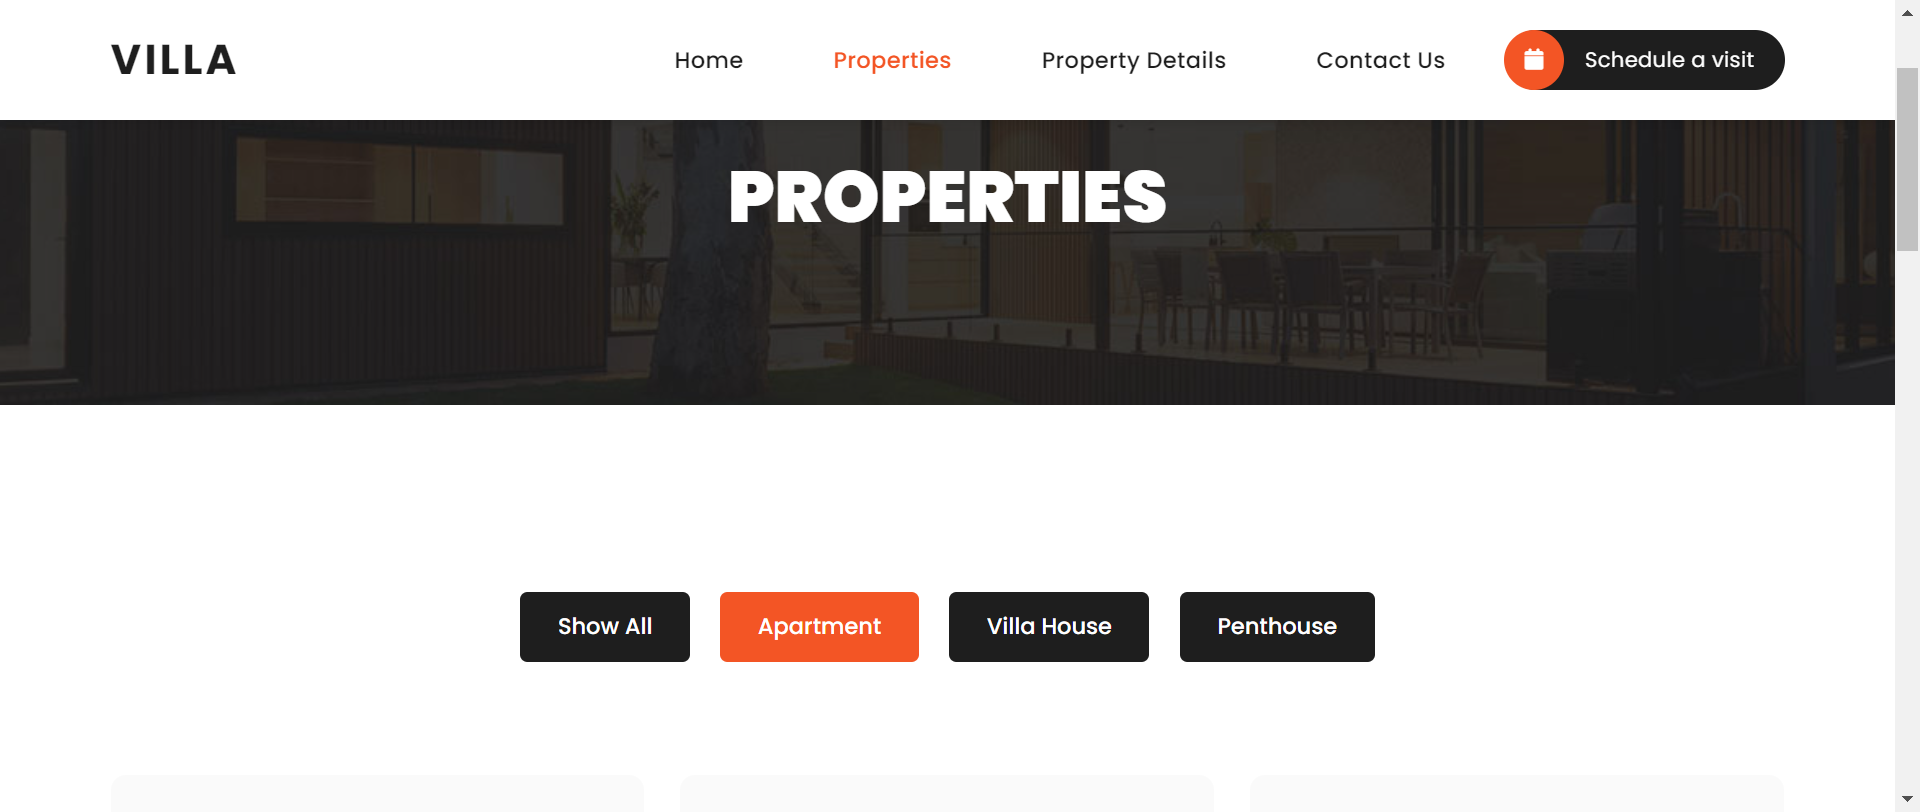 VILLA
Home
Properties
Property Details
Contact Us
Schedule a visit
PROPERTIES
Show All
Apartment
Villa House
Penthouse